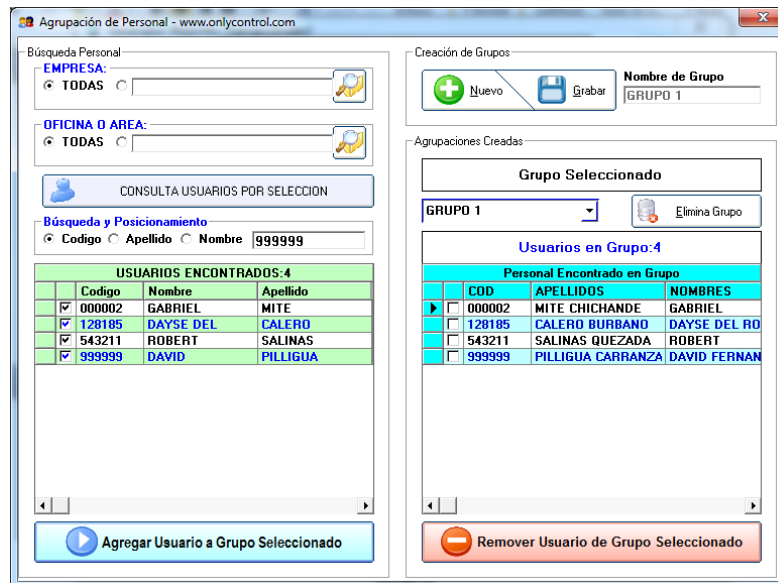 Agrupación de Personal - www.onlycontrol.com
Búsqueda Personal
EMPRESA:
TODAS
OFICINA O AREA:
TODAS
CONSULTA USUARIOS POR SELECCION
Búsqueda y Posicionamiento
Codigo Apellido Nombre 999999
USUARIOS ENCONTRADOS:4
Codigo Nombre Apellido
000002 GABRIEL MITE
128185 DAYSE DEL CALERO
543211 ROBERT SALINAS
999999 DAVID PILLIGUA
Agregar Usuario a Grupo Seleccionado
Creación de Grupos
Nuevo Grabar
Nombre de Grupo
GRUPO 1
Agrupaciones Creadas
Grupo Seleccionado
GRUPO 1
Elimina Grupo
Usuarios en Grupo:4
Personal Encontrado en Grupo
COD APELLIDOS NOMBRES
000002 MITE CHICHANDE GABRIEL
128185 CALERO BURBANO DAYSE DEL RO
543211 SALINAS QUEZADA ROBERT
999999 PILLIGUA CARRANZA DAVID FERNAN
Remover Usuario de Grupo Seleccionado